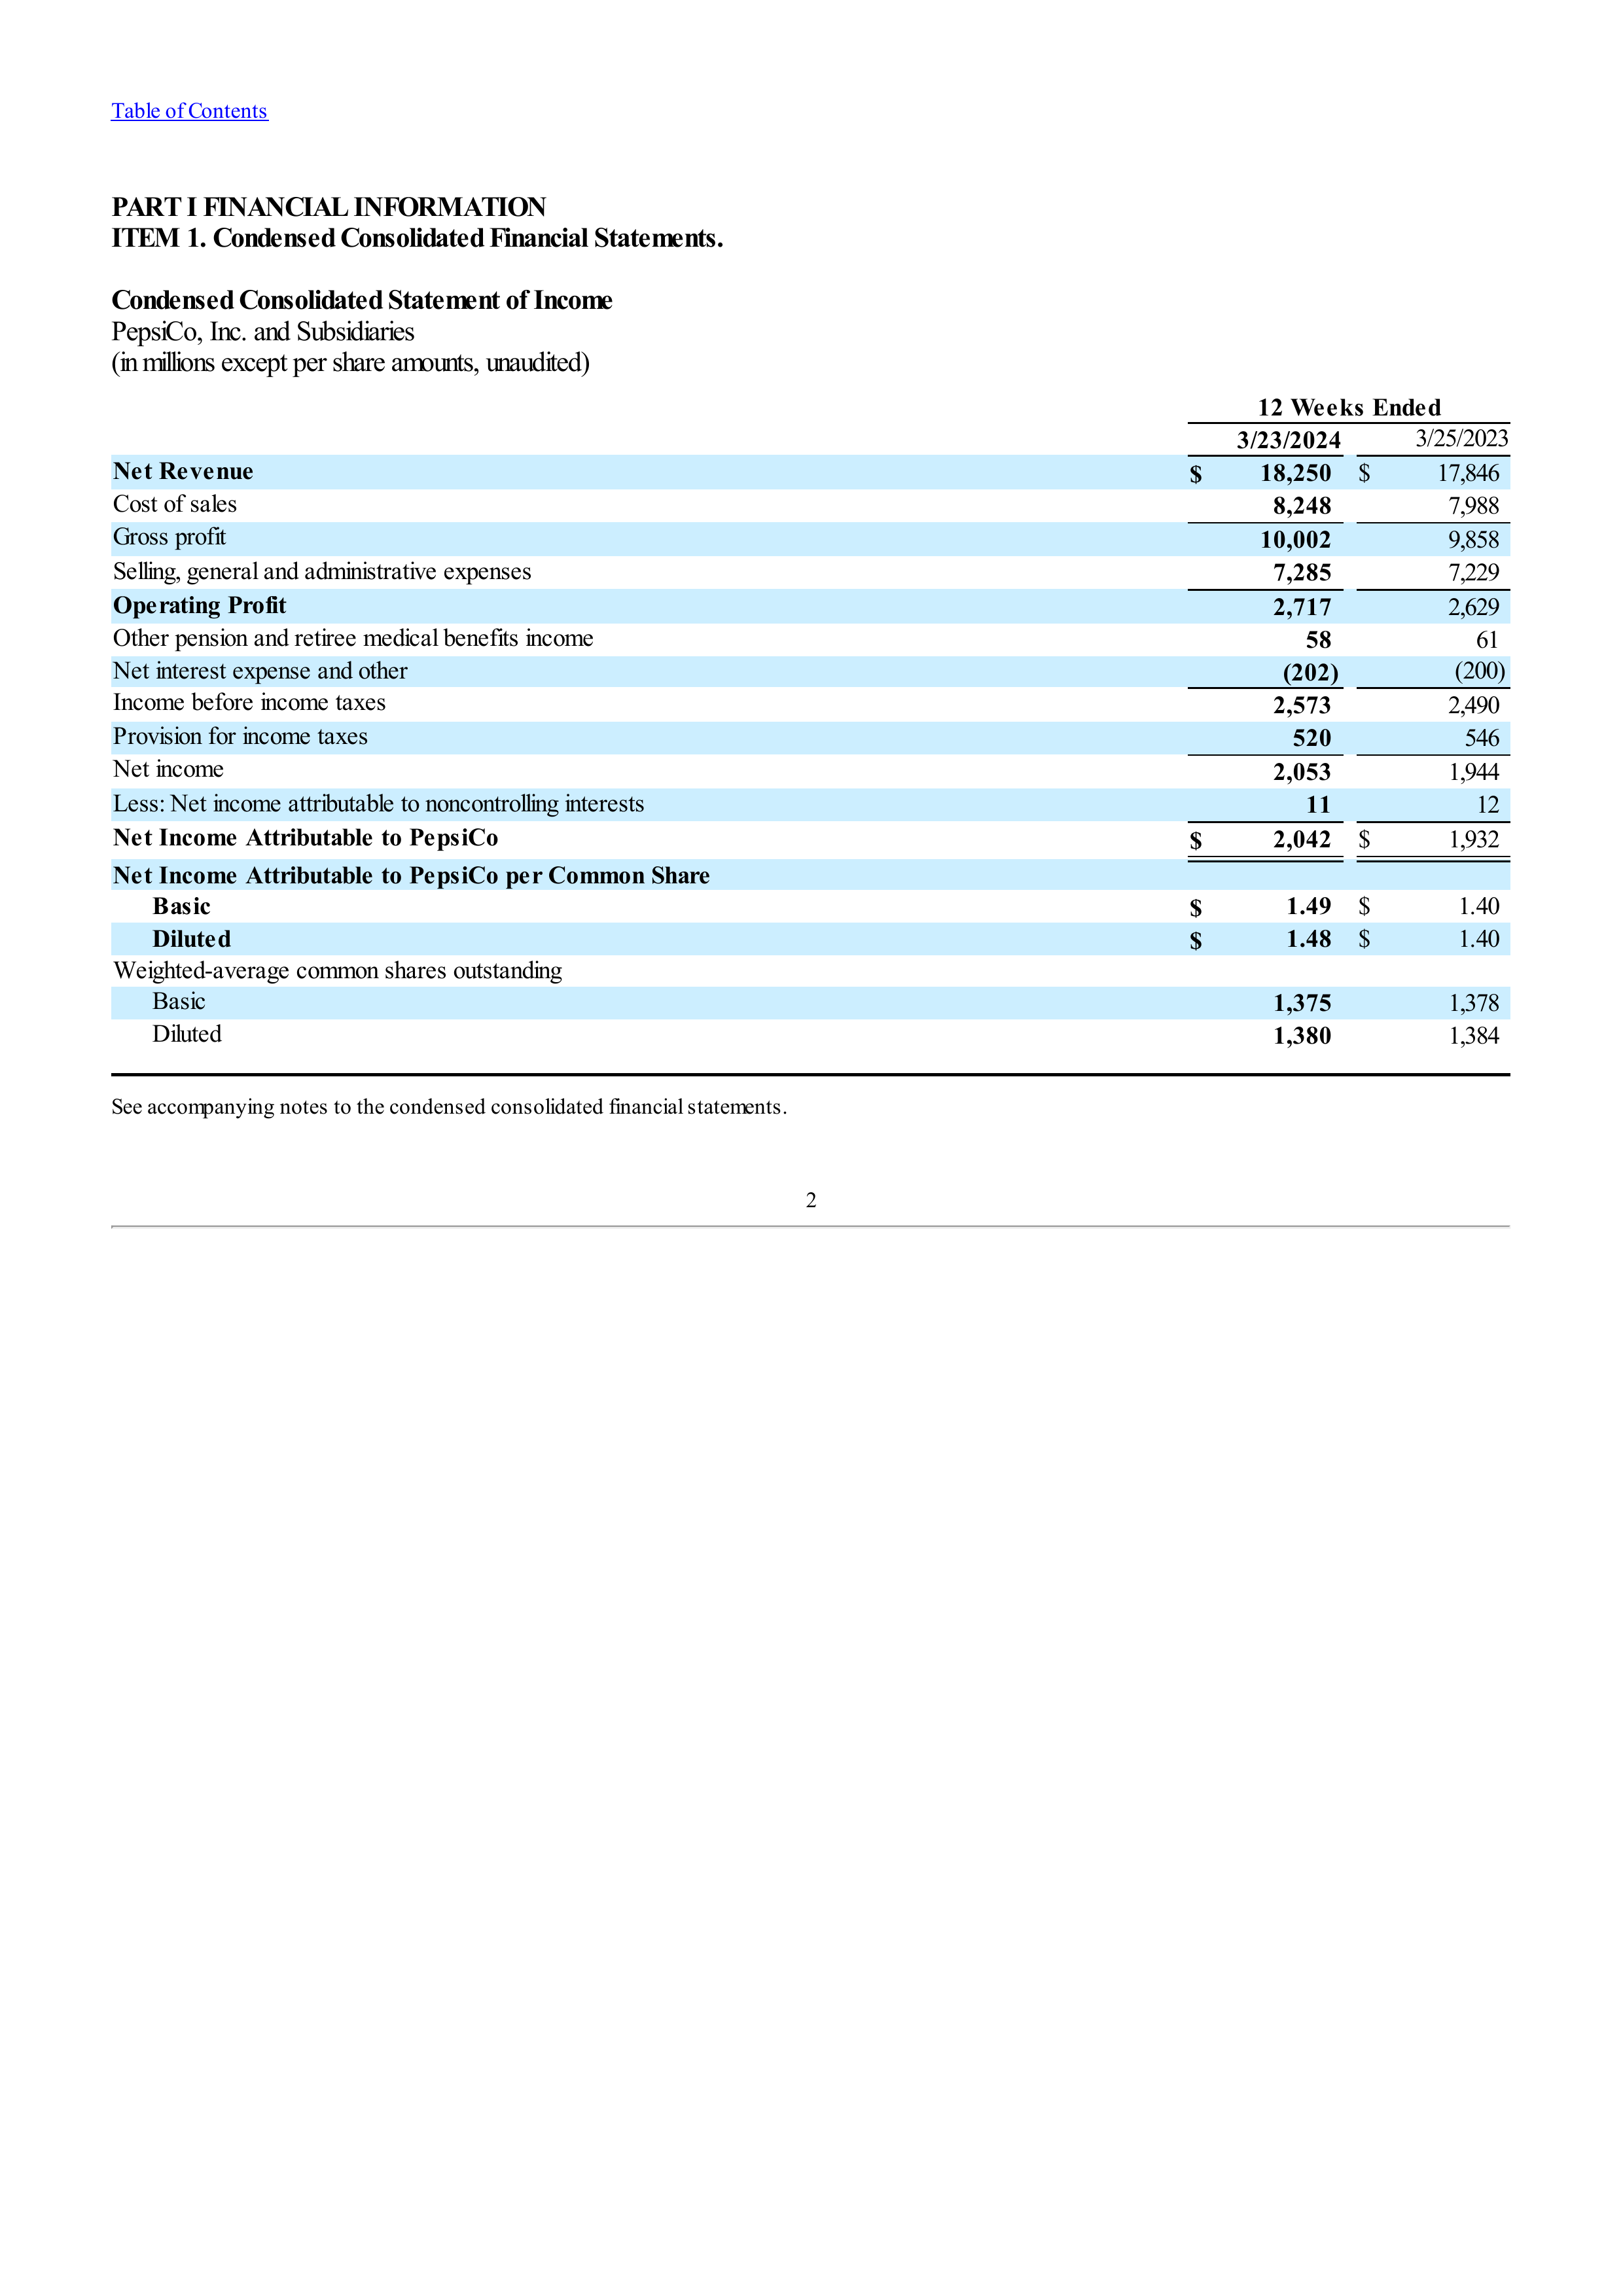 Table of Contents
PART I FINANCIAL INFORMATION
ITEM 1. Condensed Consolidated Financial Statements.
Condensed Consolidated Statement of Income
PepsiCo, Inc. and Subsidiaries
(in millions except per share amounts, unaudited)
12 Weeks Ended
3/23/2024 3/25/2023
Net Revenue $ 18,250 $ 17,846
Cost of sales 8,248 7,988
Gross profit 10,002 9,858
Selling, general and administrative expenses 7,285 7,229
Operating Profit 2,717 2,629
Other pension and retiree medical benefits income 58 61
Net interest expense and other (202) (200)
Income before income taxes 2,573 2,490
Provision for income taxes 520 546
Net income 2,053 1,944
Less: Net income attributable to noncontrolling interests 11 12
Net Income Attributable to PepsiCo $ 2,042 $ 1,932
Net Income Attributable to PepsiCo per Common Share
Basic $ 1.49 $ 1.40
Diluted $ 1.48 $ 1.40
Weighted-average common shares outstanding
Basic 1,375 1,378
Diluted 1,380 1,384
See accompanying notes to the condensed consolidated financial statements.
2